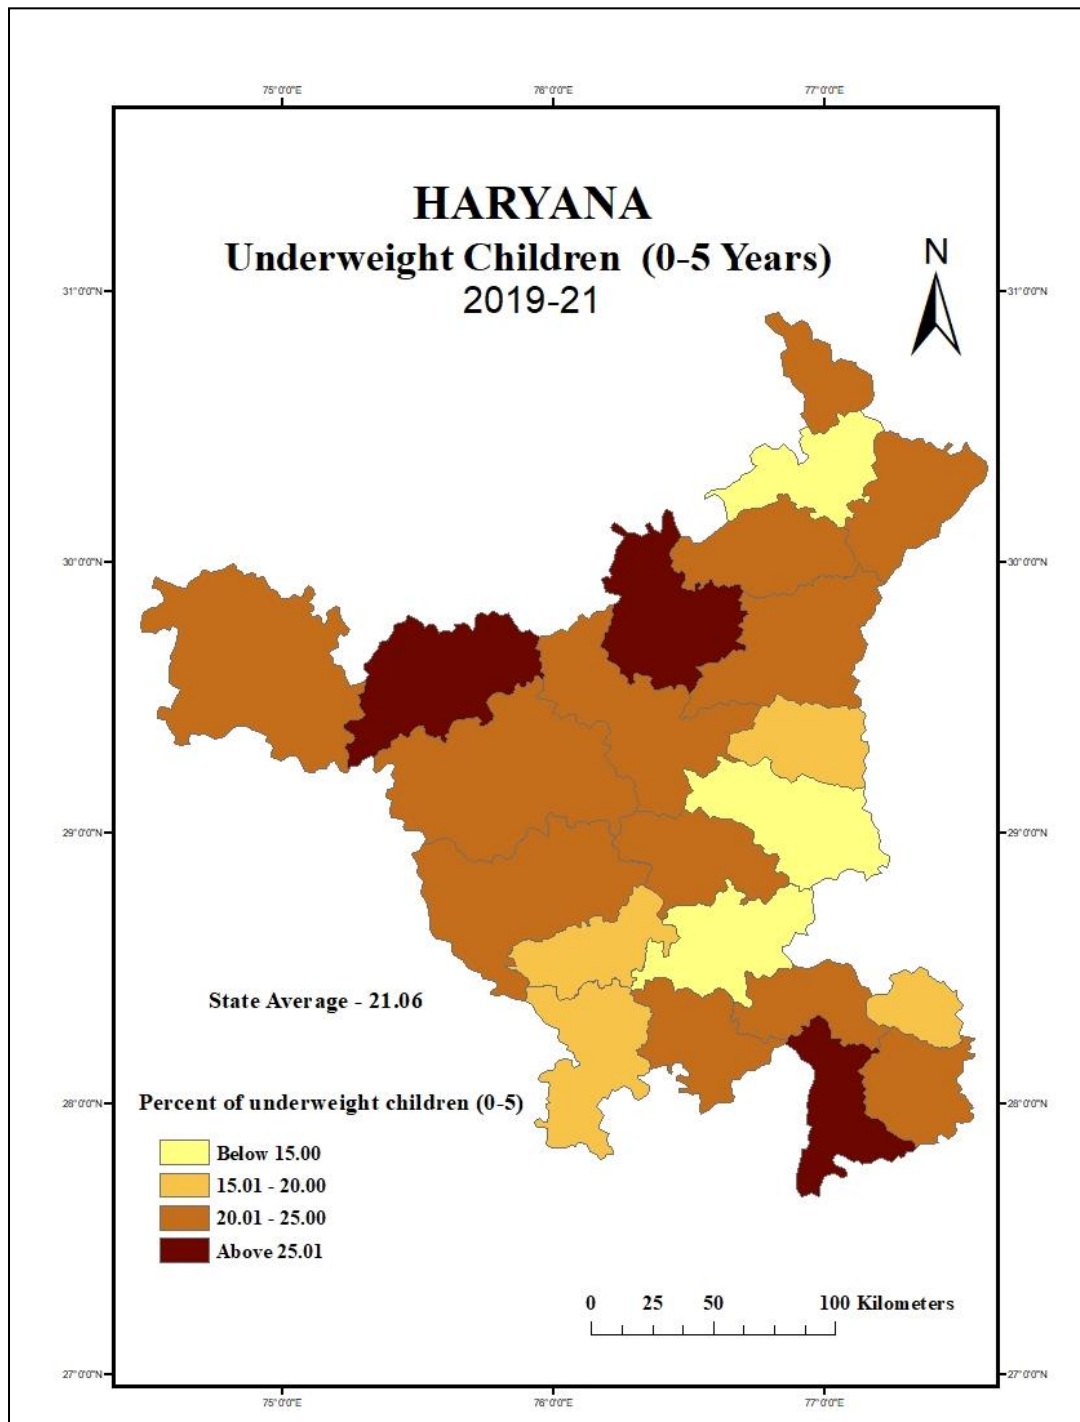 75°0'0"E 76°0'0"E 77°0'0"E
HARYANA
Underweight Children (0-5 Years)
2019-21
N
31°0'0"N 31°0'0"N
30°0'0"N 30°0'0"N
29°0'0"N 29°0'0"N
State Average - 21.06
28°0'0"N 28°0'0"N
Percent of underweight children (0-5)
Below 15.00
15.01 - 20.00
20.01 - 25.00
Above 25.01
0 25 50 100 Kilometers
27°0'0"N 27°0'0"N
75°0'0"E 76°0'0"E 77°0'0"E